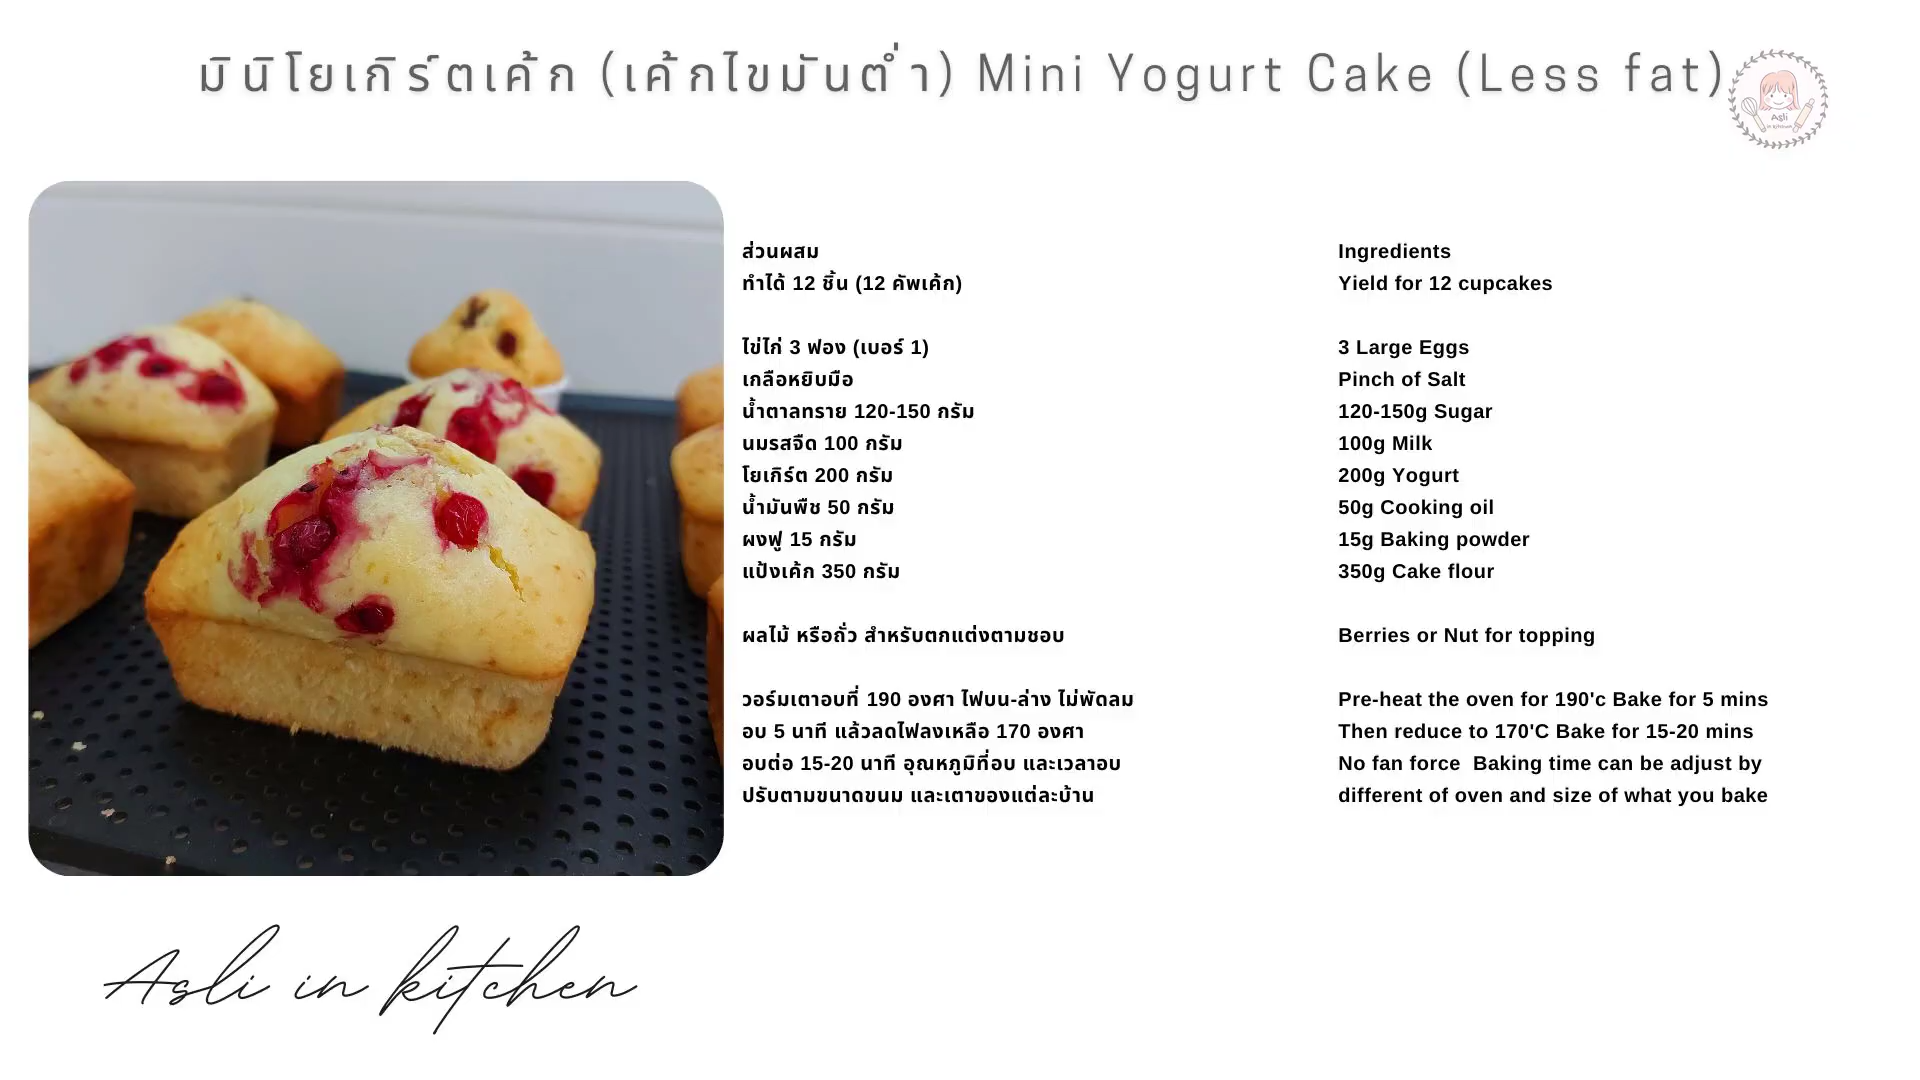 มินิโยเกิร์ตเค้ก (เค้กไขมันต่ำ) Mini Yogurt Cake (Less fat)
Asli
in kitchen
ส่วนผสม
ทำได้ 12 ชิ้น (12 คัพเค้ก)
ไข่ไก่ 3 ฟอง (เบอร์ 1)
เกลือหยิบมือ
น้ำตาลทราย 120-150 กรัม
นมรสจืด 100 กรัม
โยเกิร์ต 200 กรัม
น้ำมันพืช 50 กรัม
ผงฟู 15 กรัม
แป้งเค้ก 350 กรัม
ผลไม้ หรือถั่ว สำหรับตกแต่งตามชอบ
วอร์มเตาอบที่ 190 องศา ไฟบน-ล่าง ไม่พัดลม
อบ 5 นาที แล้วลดไฟลงเหลือ 170 องศา
อบต่อ 15-20 นาที อุณหภูมิที่อบ และเวลาอบ
ปรับตามขนาดขนม และเตาของแต่ละบ้าน
Ingredients
Yield for 12 cupcakes
3 Large Eggs
Pinch of Salt
120-150g Sugar
100g Milk
200g Yogurt
50g Cooking oil
15g Baking powder
350g Cake flour
Berries or Nut for topping
Pre-heat the oven for 190'c Bake for 5 mins
Then reduce to 170'C Bake for 15-20 mins
No fan force  Baking time can be adjust by
different of oven and size of what you bake
Asli in kitchen